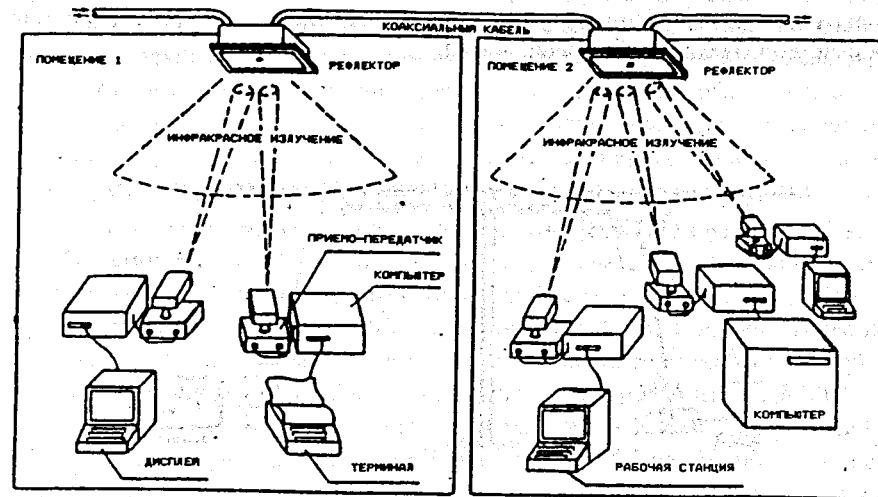 КОАКСИАЛЬНЫЙ КАБЕЛЬ
ПОМЕЩЕНИЕ 1
РЕФЛЕКТОР
ИНФРАКРАСНОЕ ИЗЛУЧЕНИЕ
ПРИЕМО-ПЕРЕДАТЧИК
КОМПЬЮТЕР
ДИСПЛЕЙ
ТЕРМИНАЛ
ПОМЕЩЕНИЕ 2
РЕФЛЕКТОР
ИНФРАКРАСНОЕ ИЗЛУЧЕНИЕ
КОМПЬЮТЕР
РАБОЧАЯ СТАНЦИЯ